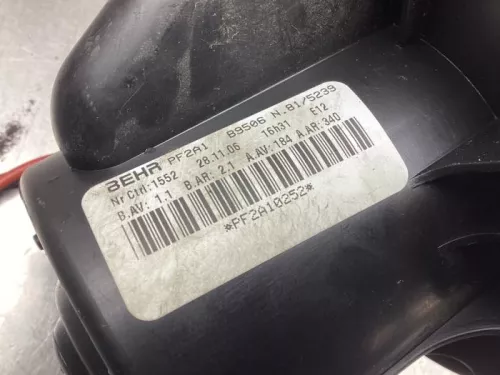 BEHR PF2A1 89506 N.81/5239
Nr Ctrl:1552 28.11.06 16h31 E12
B.AV: 1.1 B.AR: 2.1 A.AV:184 A.AR:340
*PF2A10252*